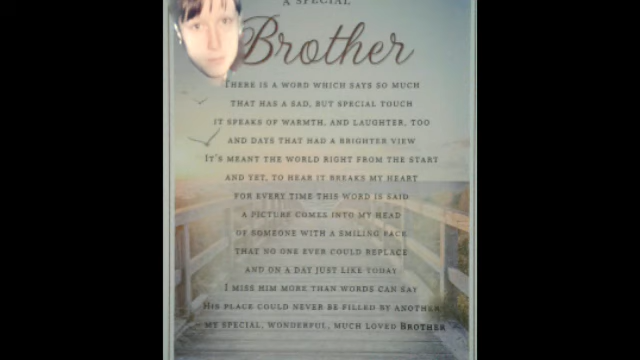 A SPECIAL
Brother
THERE IS A WORD WHICH SAYS SO MUCH
THAT HAS A SAD, BUT SPECIAL TOUCH
IT SPEAKS OF WARMTH, AND LAUGHTER, TOO
AND DAYS THAT HAD A BRIGHTER VIEW
IT'S MEANT THE WORLD RIGHT FROM THE START
AND YET, TO HEAR IT BREAKS MY HEART
FOR EVERY TIME THIS WORD IS SAID
A PICTURE COMES INTO MY HEAD
OF SOMEONE WITH A SMILING FACE
THAT NO ONE EVER COULD REPLACE
AND ON A DAY JUST LIKE TODAY
I MISS HIM MORE THAN WORDS CAN SAY
HIS PLACE COULD NEVER BE FILLED BY ANOTHER
- MY SPECIAL, WONDERFUL, MUCH LOVED BROTHER